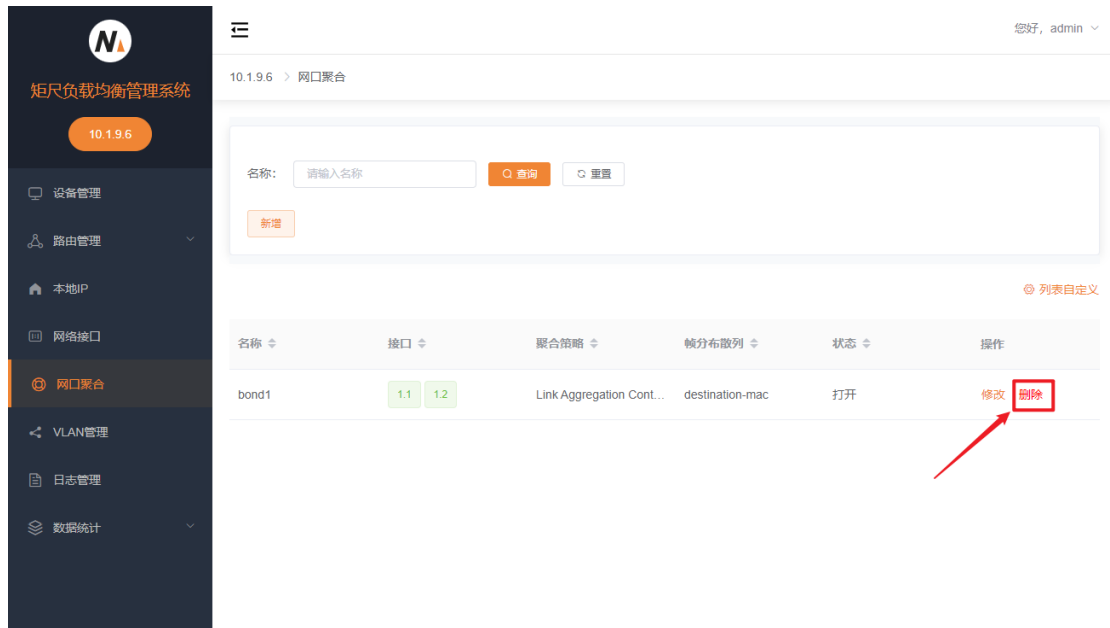 您好，admin
矩尺负载均衡管理系统
10.1.9.6
设备管理
路由管理
本地IP
网络接口
网口聚合
VLAN管理
日志管理
数据统计
10.1.9.6 > 网口聚合
名称： 请输入名称 查询 重置
新增
列表自定义
名称 接口 聚合策略 帧分布散列 状态 操作
bond1 1.1 1.2 Link Aggregation Cont... destination-mac 打开 修改 删除